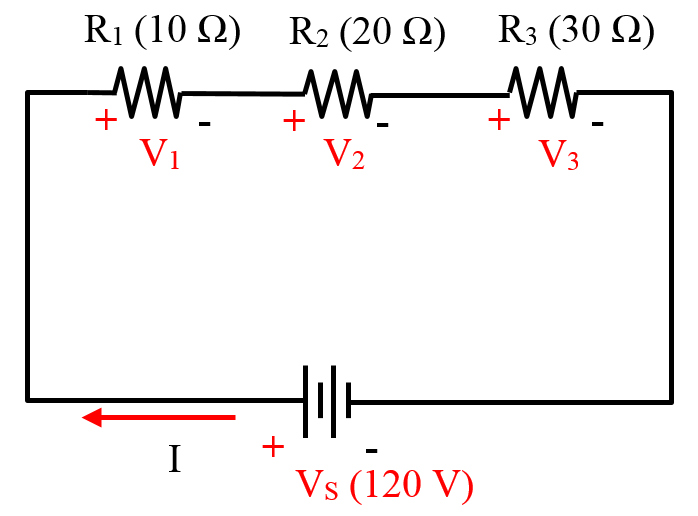 R₁ (10 Ω) R₂ (20 Ω) R₃ (30 Ω)
+ - + - + -
V₁ V₂ V₃
I + -
Vₛ (120 V)